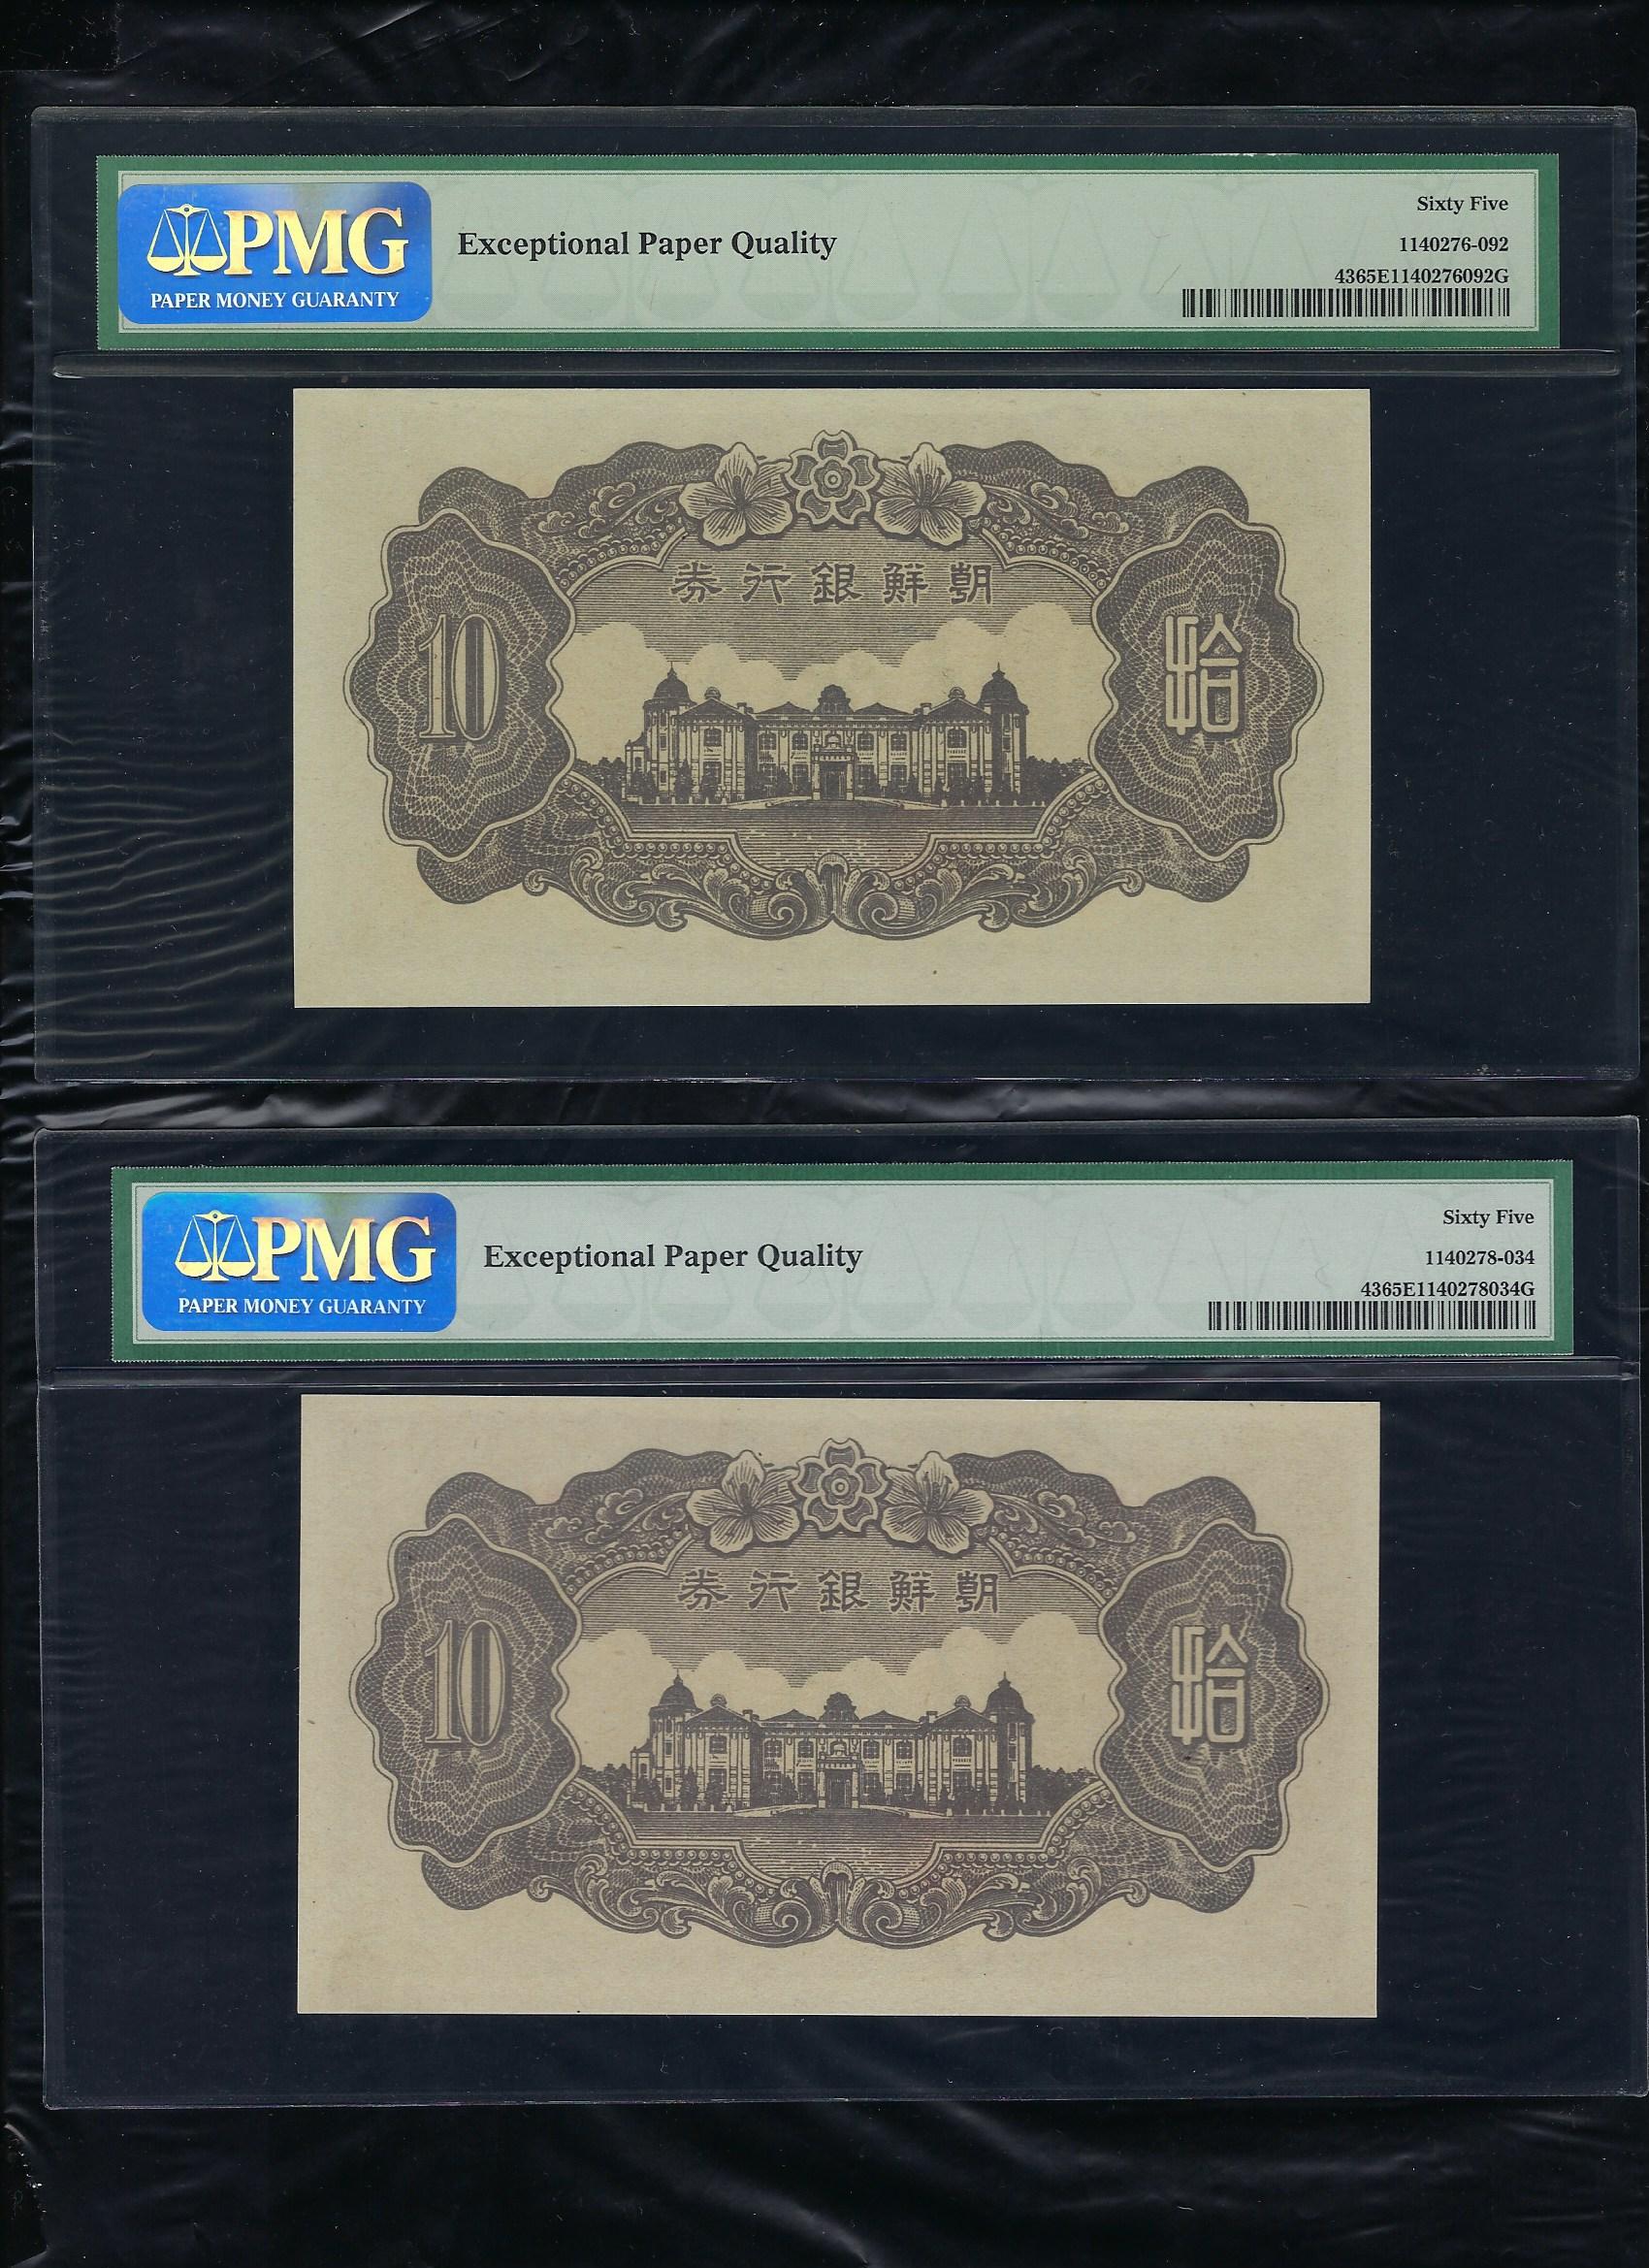 PMG
PAPER MONEY GUARANTY
Exceptional Paper Quality
Sixty Five
1140276-092
4365E1140276092G
券行銀鮮朝
10
拾
PMG
PAPER MONEY GUARANTY
Exceptional Paper Quality
Sixty Five
1140278-034
4365E1140278034G
券行銀鮮朝
10
拾